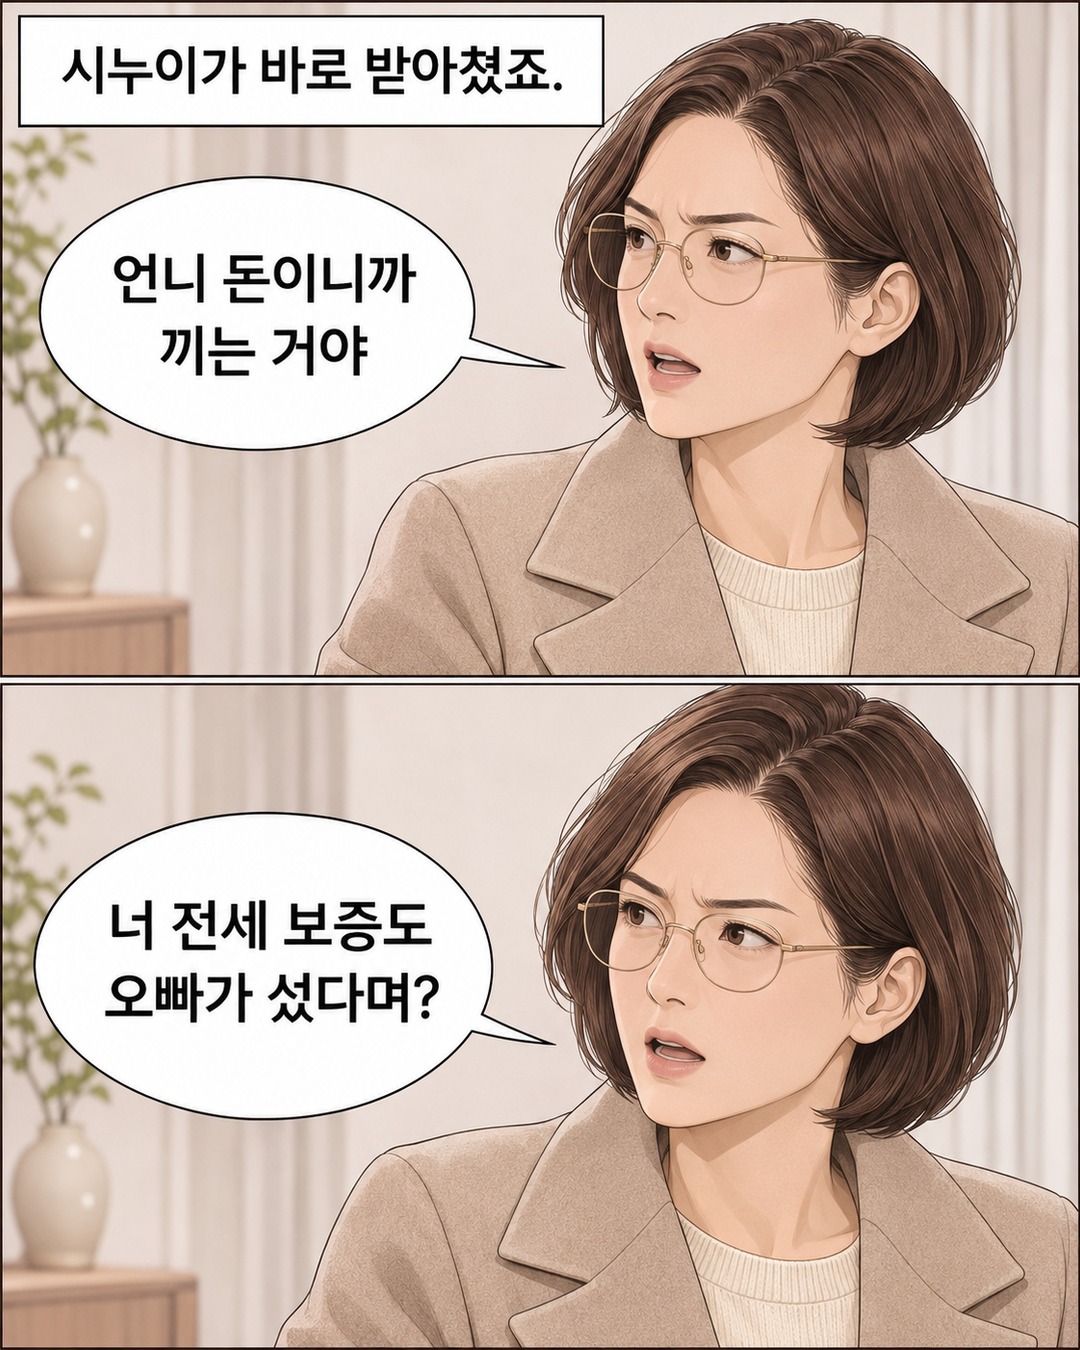 시누이가 바로 받아쳤죠.
언니 돈이니까
끼는 거야
너 전세 보증도
오빠가 섰다며?